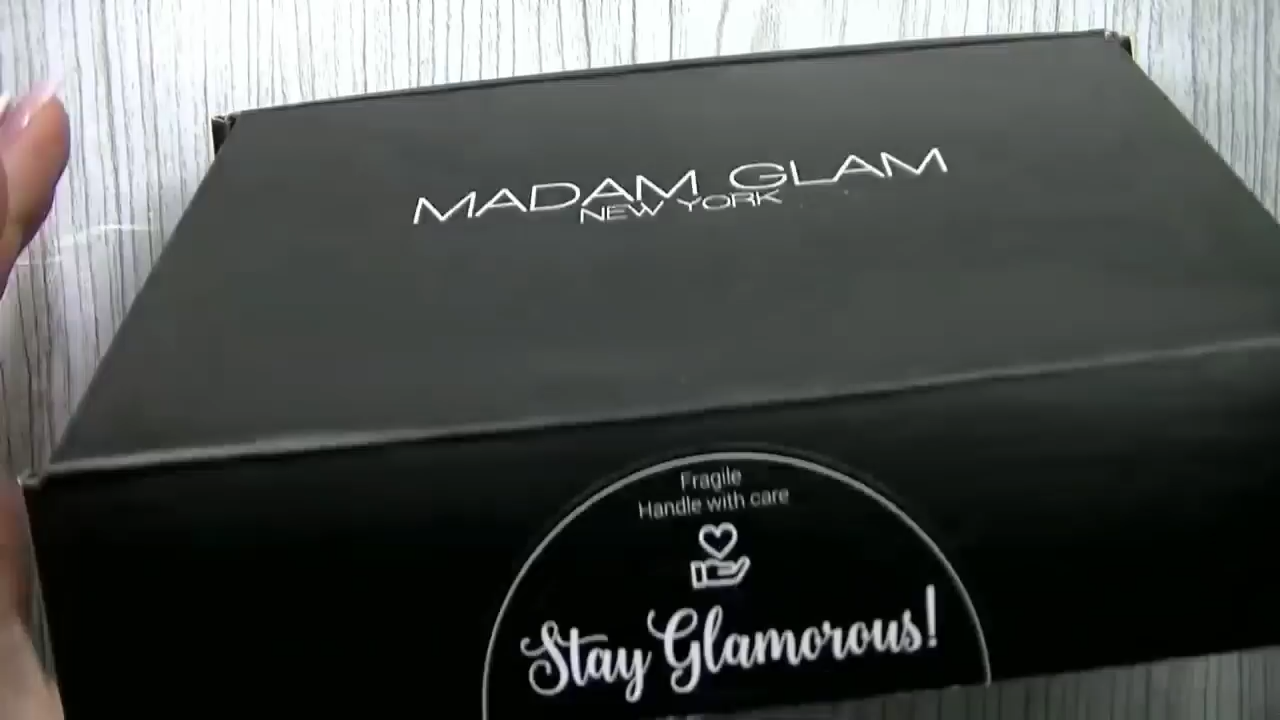 MADAM GLAM
NEW YORK
Fragile
Handle with care
Stay Glamorous!